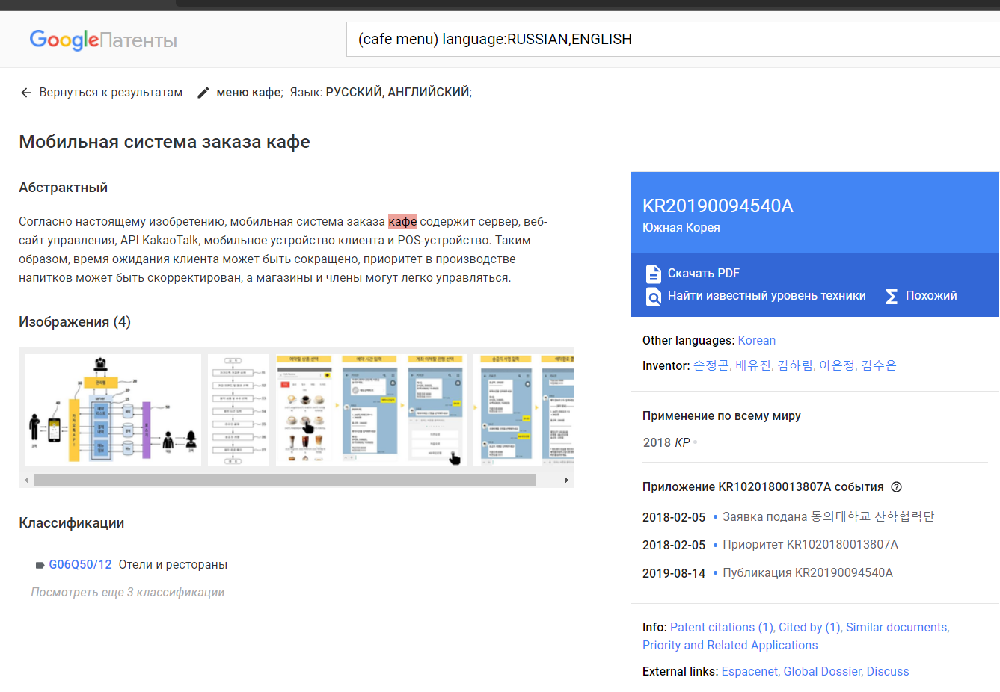 GoogleПатенты
(cafe menu) language:RUSSIAN,ENGLISH
Вернуться к результатам меню кафе; Язык: РУССКИЙ, АНГЛИЙСКИЙ;
Мобильная система заказа кафе
Абстрактный
Согласно настоящему изобретению, мобильная система заказа кафе содержит сервер, веб-
сайт управления, API KakaoTalk, мобильное устройство клиента и POS-устройство. Таким
образом, время ожидания клиента может быть сокращено, приоритет в производстве
напитков может быть скорректирован, а магазины и члены могут легко управляться.
Изображения (4)
Классификации
G06Q50/12 Отели и рестораны
Посмотреть еще 3 классификации
KR20190094540A
Южная Корея
Скачать PDF
Найти известный уровень техники Похожий
Other languages: Korean
Inventor: 손정곤, 배유진, 김하림, 이은정, 김수은
Применение по всему миру
2018 КР
Приложение KR1020180013807A события
2018-02-05 Заявка подана 동의대학교 산학협력단
2018-02-05 Приоритет KR1020180013807A
2019-08-14 Публикация KR20190094540A
Info: Patent citations (1), Cited by (1), Similar documents,
Priority and Related Applications
External links: Espacenet, Global Dossier, Discuss